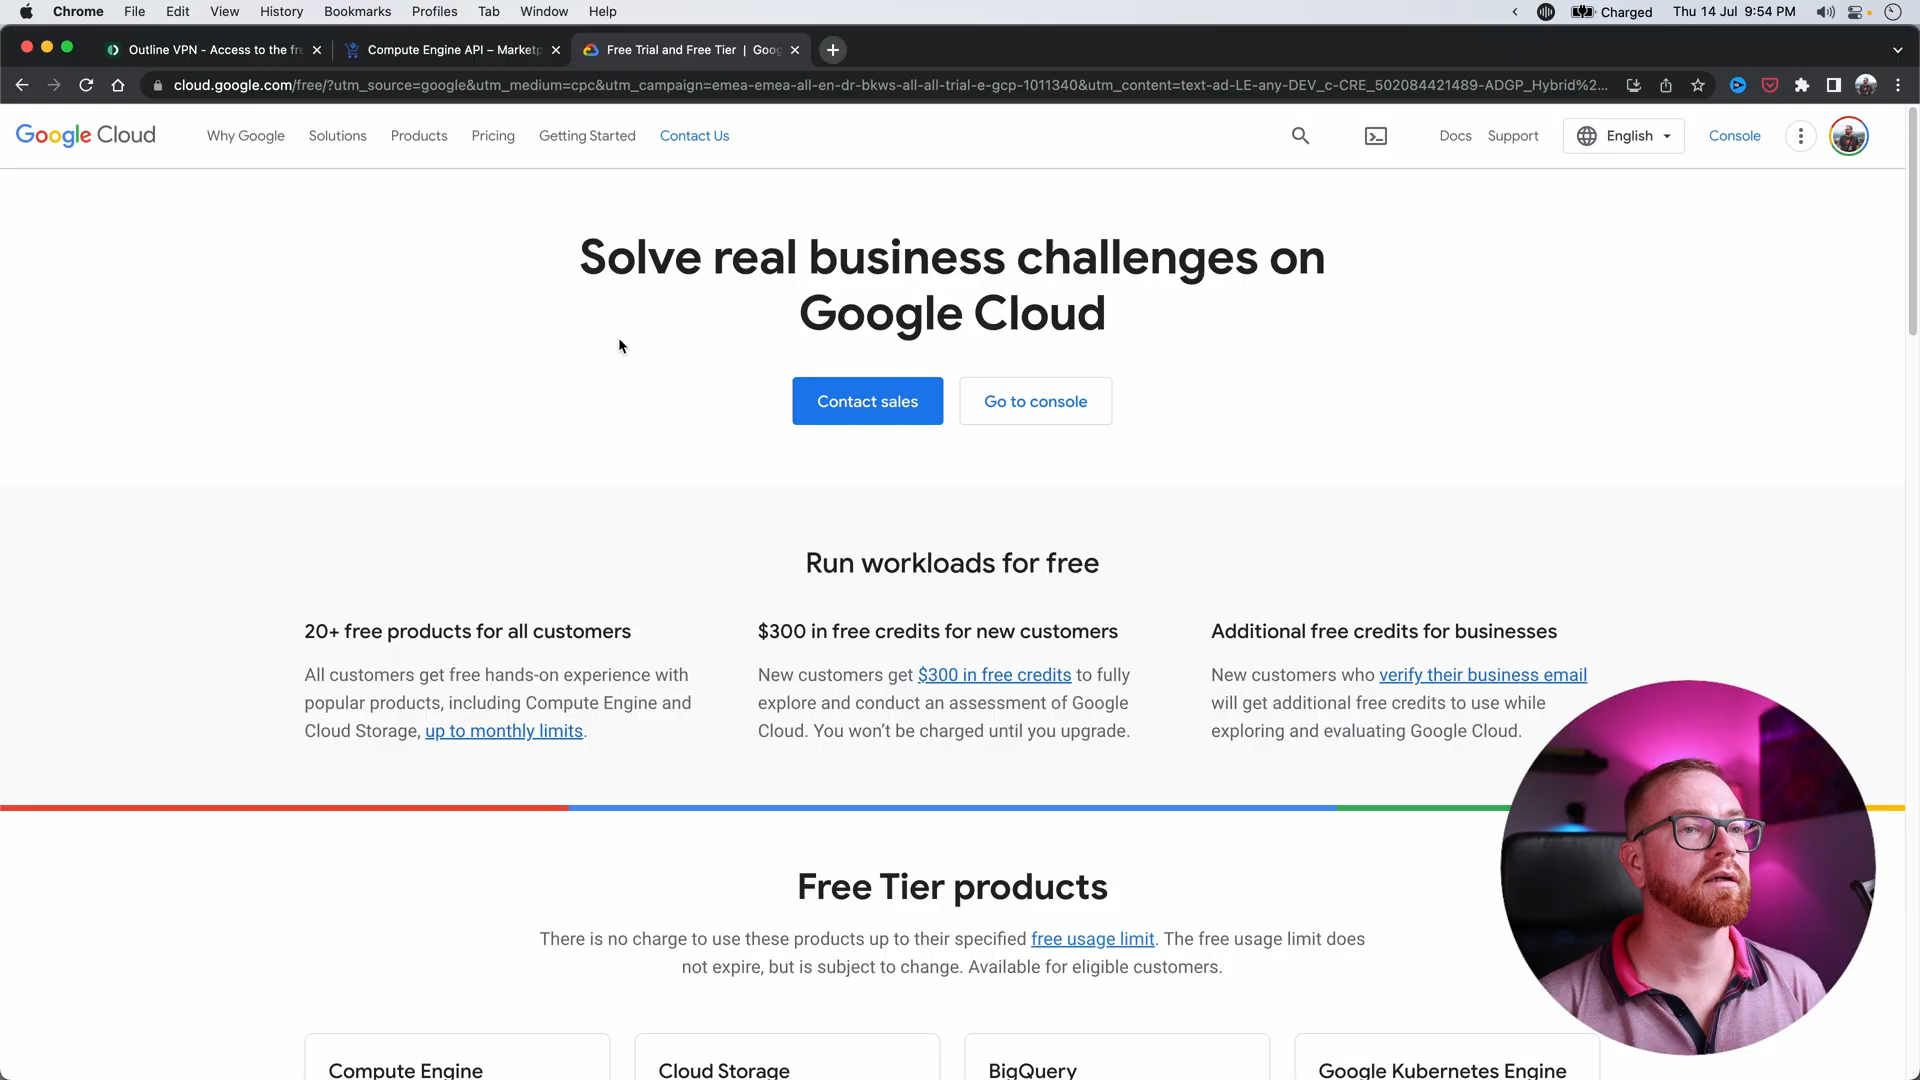 Chrome File Edit View History Bookmarks Profiles Tab Window Help Charged Thu 14 Jul 9:54 PM
Outline VPN - Access to the fre Compute Engine API – Marketp Free Trial and Free Tier | Goog
cloud.google.com/free/?utm_source=google&utm_medium=cpc&utm_campaign=emea-emea-all-en-dr-bkws-all-all-trial-e-gcp-1011340&utm_content=text-ad-LE-any-DEV_c-CRE_502084421489-ADGP_Hybrid%2...
Google Cloud Why Google Solutions Products Pricing Getting Started Contact Us Docs Support English Console
Solve real business challenges on
Google Cloud
Contact sales Go to console
Run workloads for free
20+ free products for all customers
All customers get free hands-on experience with
popular products, including Compute Engine and
Cloud Storage, up to monthly limits.
$300 in free credits for new customers
New customers get $300 in free credits to fully
explore and conduct an assessment of Google
Cloud. You won't be charged until you upgrade.
Additional free credits for businesses
New customers who verify their business email
will get additional free credits to use while
exploring and evaluating Google Cloud.
Free Tier products
There is no charge to use these products up to their specified free usage limit. The free usage limit does
not expire, but is subject to change. Available for eligible customers.
Compute Engine Cloud Storage BigQuery Google Kubernetes Engine